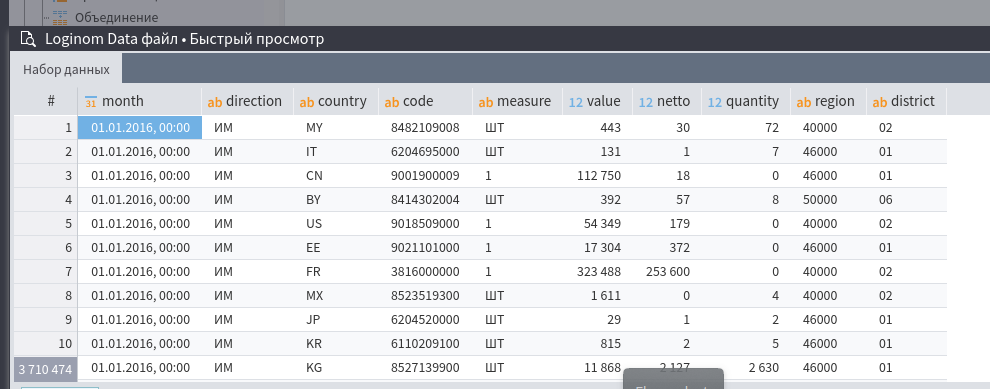 Объединение
Loginom Data файл • Быстрый просмотр
Набор данных
# 31 month ab direction ab country ab code ab measure 12 value 12 netto 12 quantity ab region ab district
1 01.01.2016, 00:00 ИМ MY 8482109008 ШТ 443 30 72 40000 02
2 01.01.2016, 00:00 ИМ IT 6204695000 ШТ 131 1 7 46000 01
3 01.01.2016, 00:00 ИМ CN 9001900009 1 112 750 18 0 46000 01
4 01.01.2016, 00:00 ИМ BY 8414302004 ШТ 392 57 8 50000 06
5 01.01.2016, 00:00 ИМ US 9018509000 1 54 349 179 0 40000 02
6 01.01.2016, 00:00 ИМ EE 9021101000 1 17 304 372 0 46000 01
7 01.01.2016, 00:00 ИМ FR 3816000000 1 323 488 253 600 0 40000 02
8 01.01.2016, 00:00 ИМ MX 8523519300 ШТ 1 611 0 4 40000 02
9 01.01.2016, 00:00 ИМ JP 6204520000 ШТ 29 1 2 46000 01
10 01.01.2016, 00:00 ИМ KR 6110209100 ШТ 815 2 5 46000 01
3 710 474 01.01.2016, 00:00 ИМ KG 8527139900 ШТ 11 868 2 127 2 630 46000 01